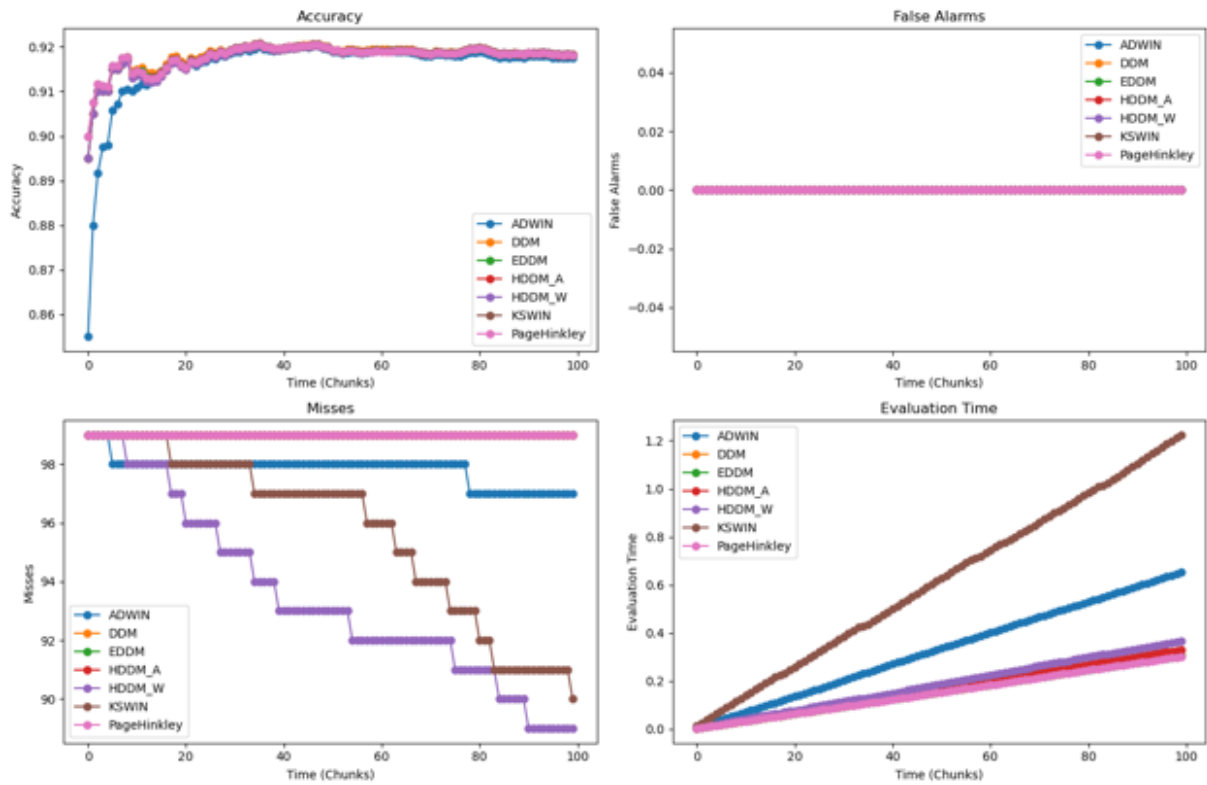 Accuracy
0.92
0.91
0.90
0.89
0.88
0.87
0.86
Accuracy
0
20
40
60
80
100
Time (Chunks)
ADWIN
DDM
EDDM
HDDM_A
HDDM_W
KSWIN
PageHinkley
False Alarms
0.04
0.02
0.00
−0.02
−0.04
False Alarms
0
20
40
60
80
100
Time (Chunks)
ADWIN
DDM
EDDM
HDDM_A
HDDM_W
KSWIN
PageHinkley
Misses
98
96
94
92
90
Misses
0
20
40
60
80
100
Time (Chunks)
ADWIN
DDM
EDDM
HDDM_A
HDDM_W
KSWIN
PageHinkley
Evaluation Time
1.2
1.0
0.8
0.6
0.4
0.2
0.0
Evaluation Time
0
20
40
60
80
100
Time (Chunks)
ADWIN
DDM
EDDM
HDDM_A
HDDM_W
KSWIN
PageHinkley